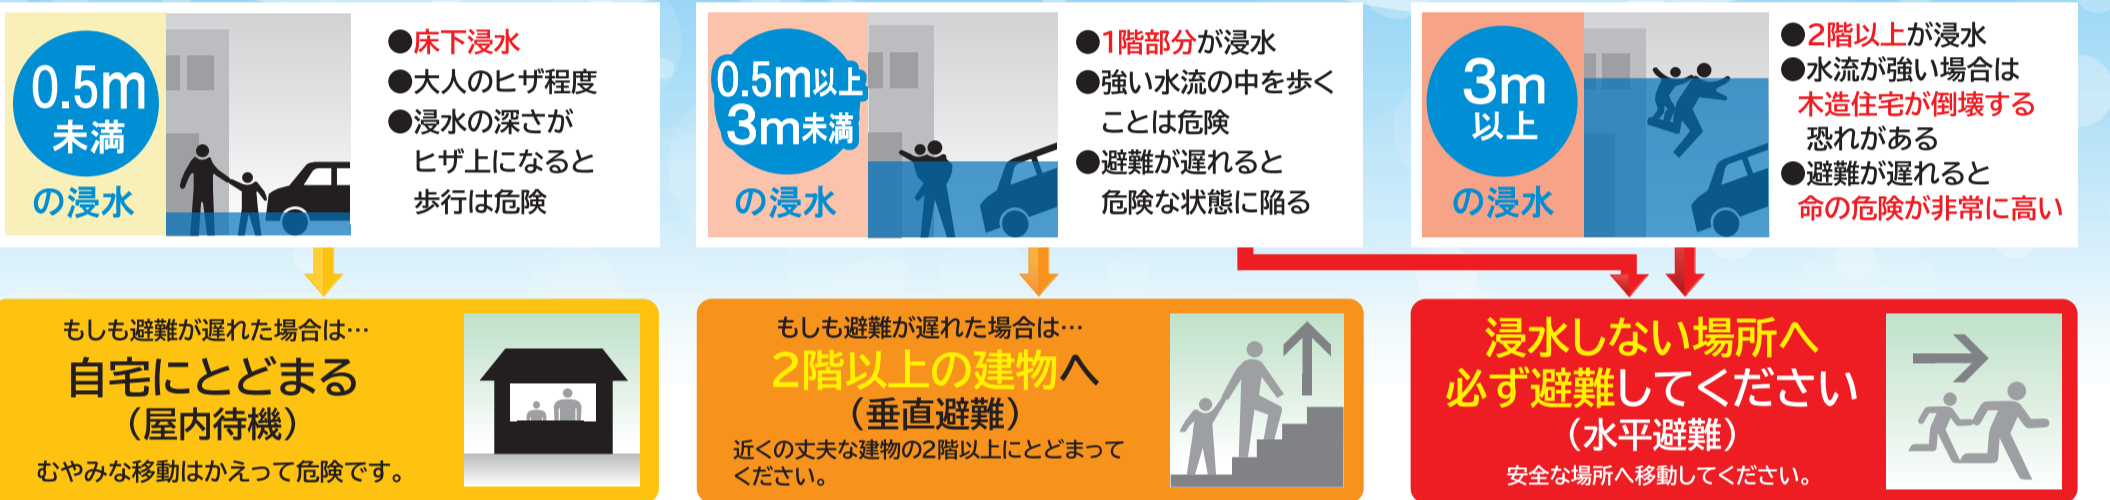 0.5m
未満
の浸水
●床下浸水
●大人のヒザ程度
●浸水の深さが
ヒザ上になると
歩行は危険
0.5m以上
3m未満
の浸水
●1階部分が浸水
●強い水流の中を歩く
ことは危険
●避難が遅れると
危険な状態に陥る
3m
以上
の浸水
●2階以上が浸水
●水流が強い場合は
木造住宅が倒壊する
恐れがある
●避難が遅れると
命の危険が非常に高い
もしも避難が遅れた場合は…
自宅にとどまる
(屋内待機)
むやみな移動はかえって危険です。
もしも避難が遅れた場合は…
2階以上の建物へ
(垂直避難)
近くの丈夫な建物の2階以上にとどまって
ください。
浸水しない場所へ
必ず避難してください
(水平避難)
安全な場所へ移動してください。